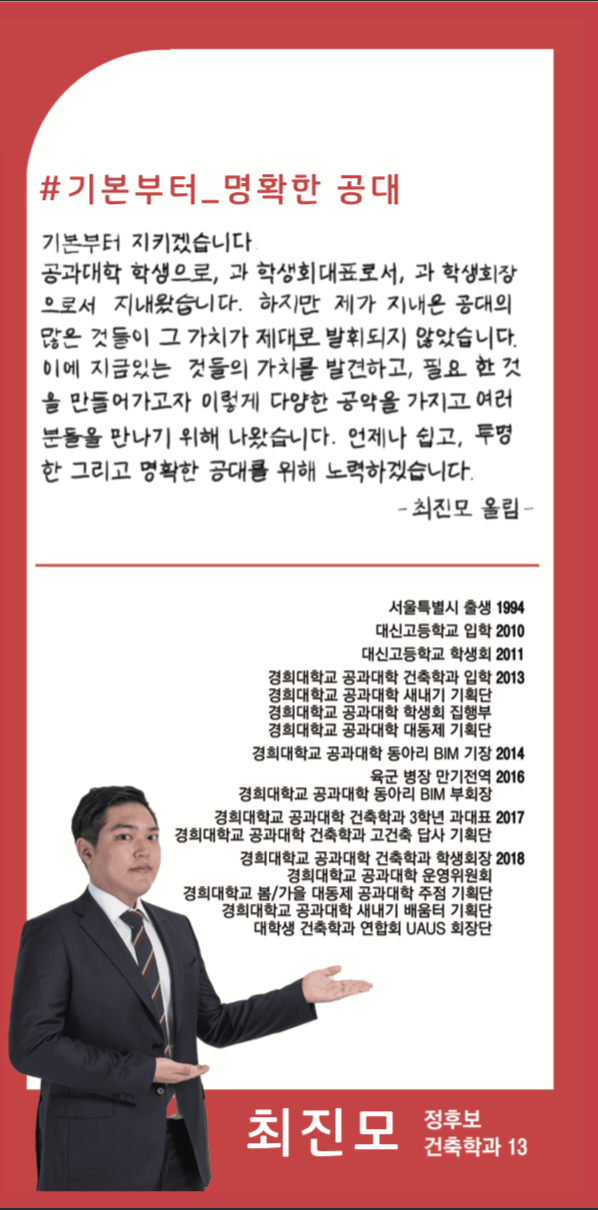 #기본부터_명확한 공대
기본부터 지키겠습니다.
공과대학 학생으로, 과 학생회대표로서, 과 학생회장
으로서 지내왔습니다. 하지만 제가 지내온 공대의
많은 것들이 그 가치가 제대로 발휘되지 않았습니다.
이에 지금있는 것들의 가치를 발견하고, 필요 한 것
을 만들어가고자 이렇게 다양한 공약을 가지고 여러
분들을 만나기 위해 나왔습니다. 언제나 쉽고, 투명
한 그리고 명확한 공대를 위해 노력하겠습니다.
- 최진모 올림 -
서울특별시 출생 1994
대신고등학교 입학 2010
대신고등학교 학생회 2011
경희대학교 공과대학 건축학과 입학 2013
경희대학교 공과대학 새내기 기획단
경희대학교 공과대학 학생회 집행부
경희대학교 공과대학 대동제 기획단
경희대학교 공과대학 동아리 BIM 기장 2014
육군 병장 만기전역 2016
경희대학교 공과대학 동아리 BIM 부회장
경희대학교 공과대학 건축학과 3학년 과대표 2017
경희대학교 공과대학 건축학과 고건축 답사 기획단
경희대학교 공과대학 건축학과 학생회장 2018
경희대학교 공과대학 운영위원회
경희대학교 봄/가을 대동제 공과대학 주점 기획단
경희대학교 공과대학 새내기 배움터 기획단
대학생 건축학과 연합회 UAUS 회장단
최진모
정후보
건축학과 13